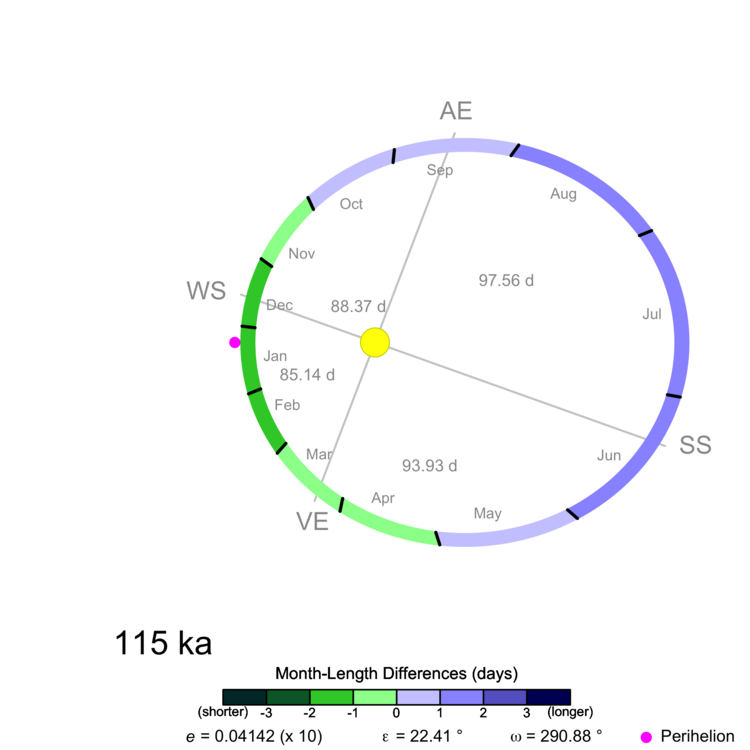 AE
Sep
Aug
Oct
Nov
97.56 d
WS
Dec
88.37 d
Jul
Jan
85.14 d
Feb
Mar
93.93 d
Jun
SS
Apr
May
VE
115 ka
Month-Length Differences (days)
(shorter) -3 -2 -1 0 1 2 3 (longer)
e = 0.04142 (x 10) ε = 22.41 ° ω = 290.88 ° Perihelion